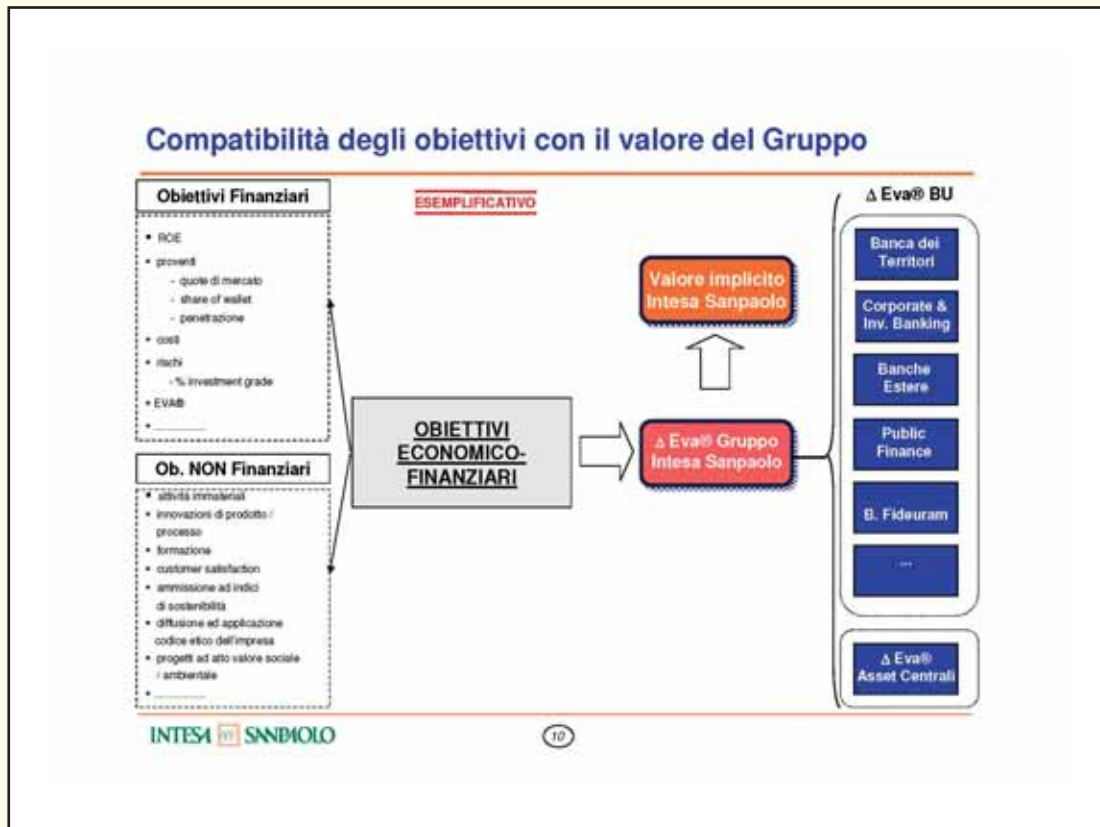 Compatibilità degli obiettivi con il valore del Gruppo
Obiettivi Finanziari
▪ ROE
• proventi
- quote di mercato
- share of wallet
- penetrazione
• costi
• rischi
- % investment grade
• EVA®
• ..................
Ob. NON Finanziari
▪ attività immateriali
• innovazioni di prodotto /
processo
• formazione
• customer satisfaction
• ammissione ad indici
di sostenibilità
• diffusione ed applicazione
codice etico dell'impresa
• progetti ad alto valore sociale
/ ambientale
• ..................
ESEMPLIFICATIVO
OBIETTIVI
ECONOMICO-
FINANZIARI
Valore implicito
Intesa Sanpaolo
Δ Eva® Gruppo
Intesa Sanpaolo
Δ Eva® BU
Banca dei
Territori
Corporate &
Inv. Banking
Banche
Estere
Public
Finance
B. Fideuram
...
Δ Eva®
Asset Centrali
INTESA SANPAOLO
10